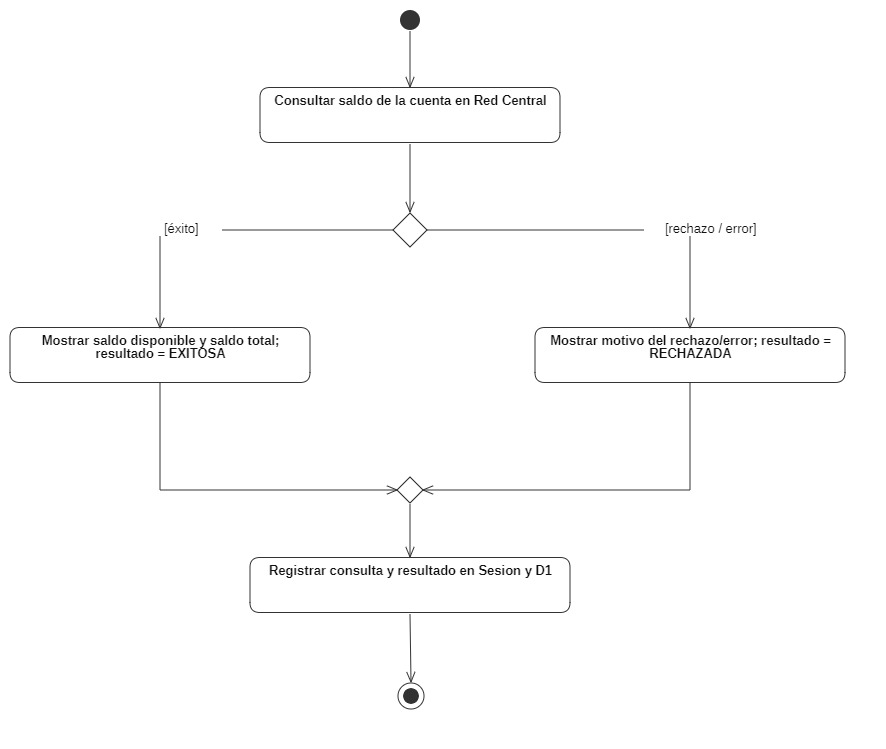 Consultar saldo de la cuenta en Red Central
[éxito]
[rechazo / error]
Mostrar saldo disponible y saldo total;
resultado = EXITOSA
Mostrar motivo del rechazo/error; resultado =
RECHAZADA
Registrar consulta y resultado en Sesion y D1